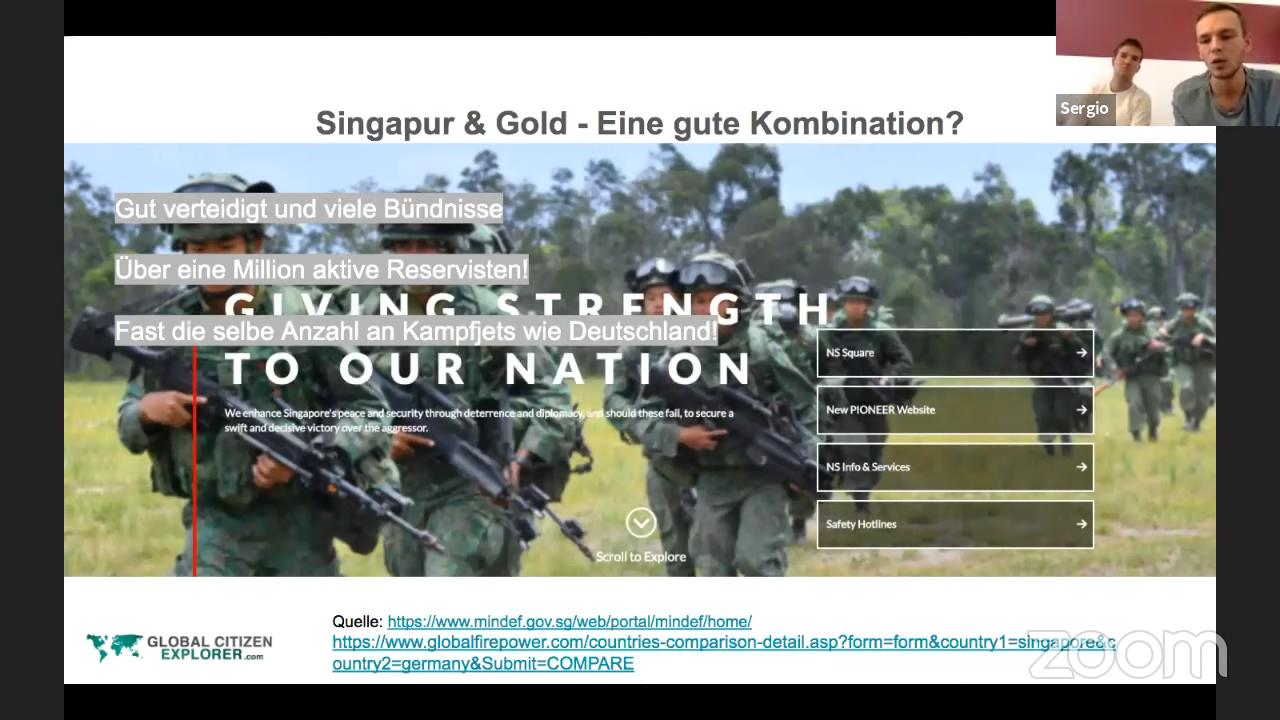 Sergio
Singapur & Gold - Eine gute Kombination?
Gut verteidigt und viele Bündnisse
Über eine Million aktive Reservisten!
GIVING STRENGTH
Fast die selbe Anzahl an Kampfjets wie Deutschland!
TO OUR NATION
We enhance Singapore's peace and security through deterrence and diplomacy, and should these fail, to secure a
swift and decisive victory over the aggressor.
NS Square →
New PIONEER Website →
NS Info & Services →
Safety Hotlines →
Scroll to Explore
GLOBAL CITIZEN
EXPLORER.com
Quelle: https://www.mindef.gov.sg/web/portal/mindef/home/
https://www.globalfirepower.com/countries-comparison-detail.asp?form=form&country1=singapore&c
ountry2=germany&Submit=COMPARE
zoom